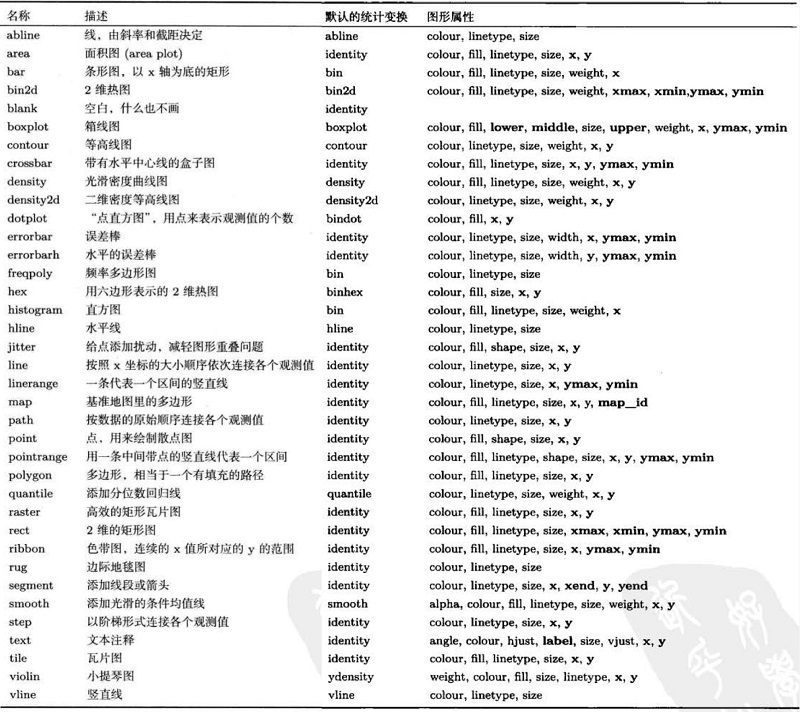 名称 描述 默认的统计变换 图形属性
abline 线，由斜率和截距决定 abline colour, linetype, size
area 面积图 (area plot) identity colour, fill, linetype, size, x, y
bar 条形图，以 x 轴为底的矩形 bin colour, fill, linetype, size, weight, x
bin2d 2 维热图 bin2d colour, fill, linetype, size, weight, xmax, xmin,ymax, ymin
blank 空白，什么也不画 identity
boxplot 箱线图 boxplot colour, fill, lower, middle, size, upper, weight, x, ymax, ymin
contour 等高线图 contour colour, linetype, size, weight, x, y
crossbar 带有水平中心线的盒子图 identity colour, fill, linetype, size, x, y, ymax, ymin
density 光滑密度曲线图 density colour, fill, linetype, size, weight, x, y
density2d 二维密度等高线图 density2d colour, linetype, size, weight, x, y
dotplot “点直方图”，用点来表示观测值的个数 bindot colour, fill, x, y
errorbar 误差棒 identity colour, linetype, size, width, x, ymax, ymin
errorbarh 水平的误差棒 identity colour, linetype, size, width, y, ymax, ymin
freqpoly 频率多边形图 bin colour, linetype, size
hex 用六边形表示的 2 维热图 binhex colour, fill, size, x, y
histogram 直方图 bin colour, fill, linetype, size, weight, x
hline 水平线 hline colour, linetype, size
jitter 给点添加扰动，减轻图形重叠问题 identity colour, fill, shape, size, x, y
line 按照 x 坐标的大小顺序依次连接各个观测值 identity colour, linetype, size, x, y
linerange 一条代表一个区间的竖直线 identity colour, linetype, size, x, ymax, ymin
map 基准地图里的多边形 identity colour, fill, linetype, size, x, y, map_id
path 按数据的原始顺序连接各个观测值 identity colour, linetype, size, x, y
point 点，用来绘制散点图 identity colour, fill, shape, size, x, y
pointrange 用一条中间带点的竖直线代表一个区间 identity colour, fill, linetype, shape, size, x, y, ymax, ymin
polygon 多边形，相当于一个有填充的路径 identity colour, fill, linetype, size, x, y
quantile 添加分位数回归线 quantile colour, linetype, size, weight, x, y
raster 高效的矩形瓦片图 identity colour, fill, linetype, size, x, y
rect 2 维的矩形图 identity colour, fill, linetype, size, xmax, xmin, ymax, ymin
ribbon 色带图，连续的 x 值所对应的 y 的范围 identity colour, fill, linetype, size, x, ymax, ymin
rug 边际地毯图 identity colour, linetype, size
segment 添加线段或箭头 identity colour, linetype, size, x, xend, y, yend
smooth 添加光滑的条件均值线 smooth alpha, colour, fill, linetype, size, weight, x, y
step 以阶梯形式连接各个观测值 identity colour, linetype, size, x, y
text 文本注释 identity angle, colour, hjust, label, size, vjust, x, y
tile 瓦片图 identity colour, fill, linetype, size, x, y
violin 小提琴图 ydensity weight, colour, fill, size, linetype, x, y
vline 竖直线 vline colour, linetype, size